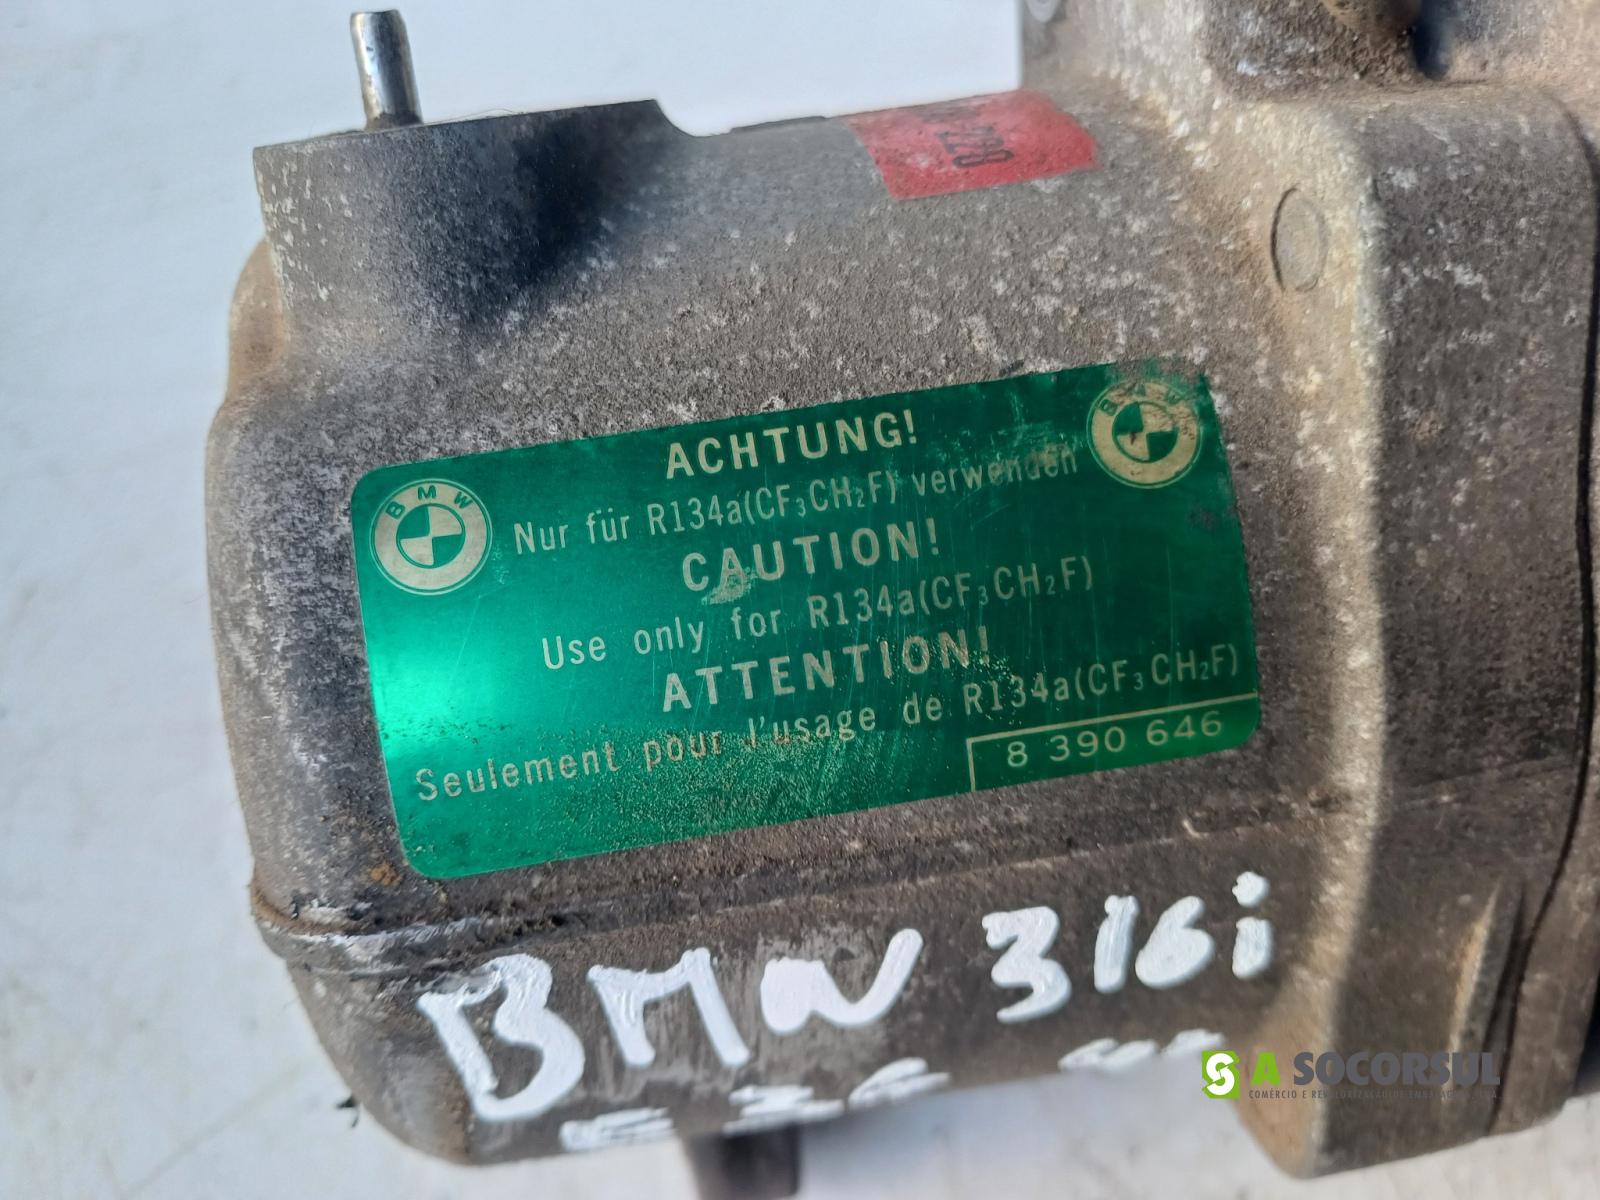 228
ACHTUNG!
BMW
BMW
Nur für R134a(CF₃CH₂F) verwenden
CAUTION!
Use only for R134a(CF₃CH₂F)
ATTENTION!
Seulement pour l'usage de R134a(CF₃CH₂F)
8 390 646
BMW 316i
A SOCORSUL